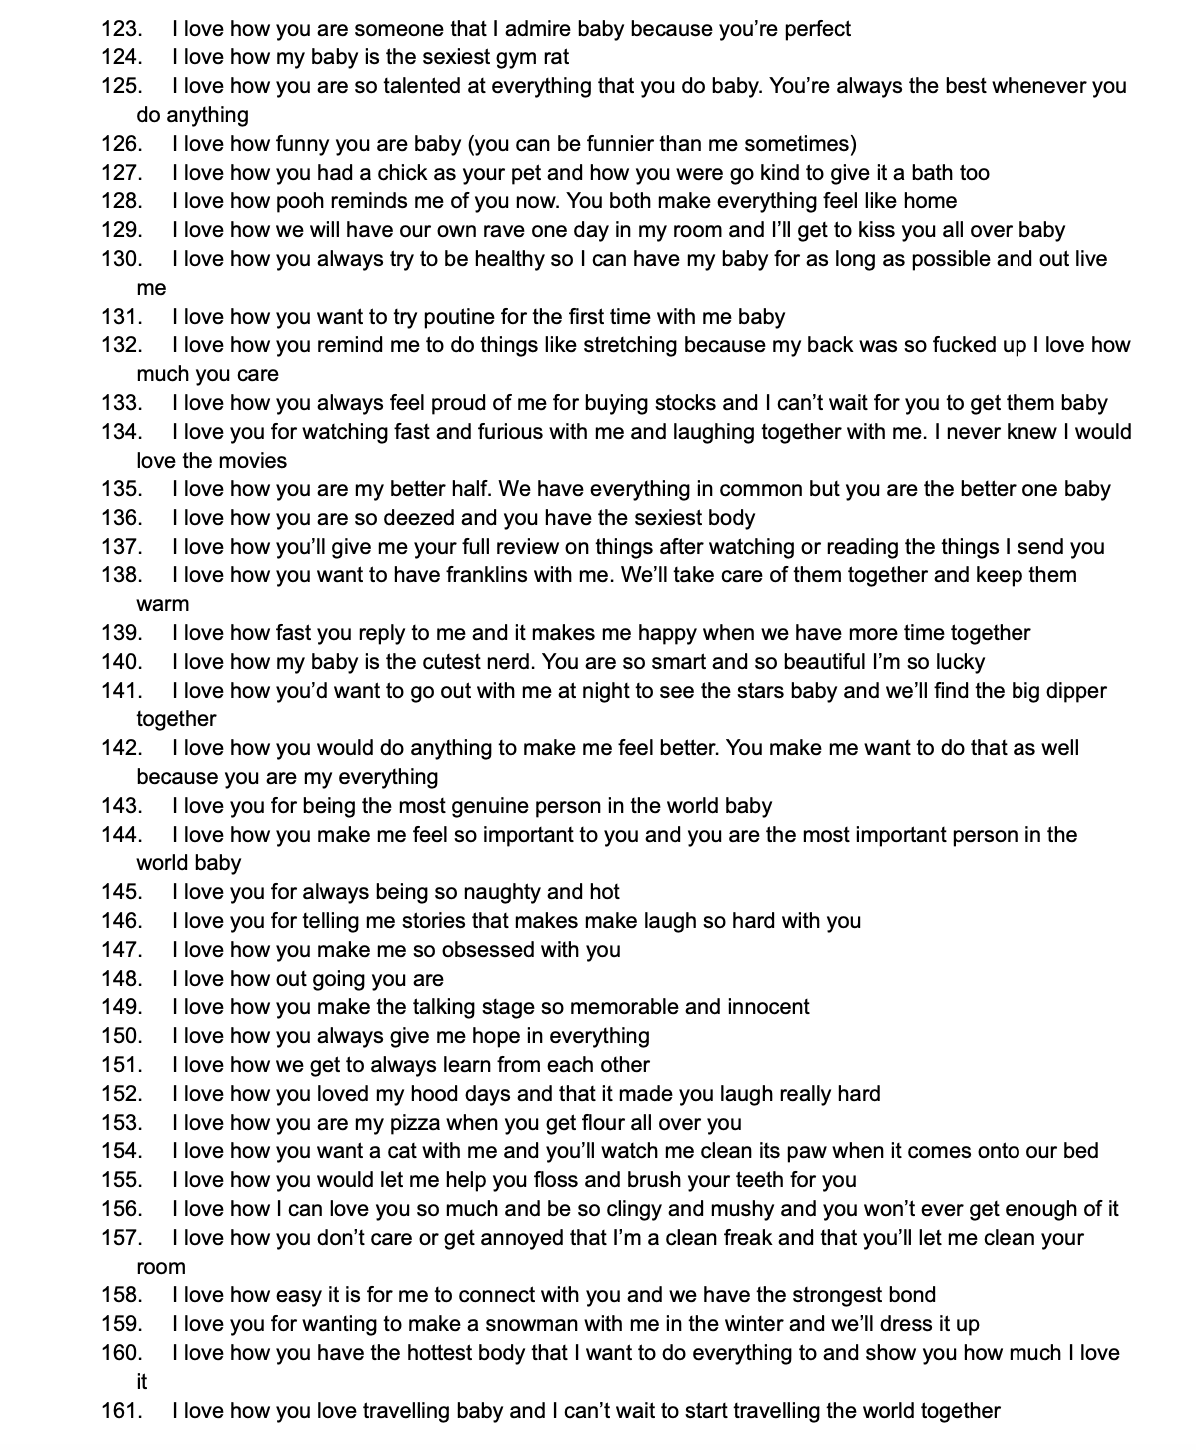 123. I love how you are someone that I admire baby because you’re perfect
124. I love how my baby is the sexiest gym rat
125. I love how you are so talented at everything that you do baby. You’re always the best whenever you
do anything
126. I love how funny you are baby (you can be funnier than me sometimes)
127. I love how you had a chick as your pet and how you were go kind to give it a bath too
128. I love how pooh reminds me of you now. You both make everything feel like home
129. I love how we will have our own rave one day in my room and I’ll get to kiss you all over baby
130. I love how you always try to be healthy so I can have my baby for as long as possible and out live
me
131. I love how you want to try poutine for the first time with me baby
132. I love how you remind me to do things like stretching because my back was so fucked up I love how
much you care
133. I love how you always feel proud of me for buying stocks and I can’t wait for you to get them baby
134. I love you for watching fast and furious with me and laughing together with me. I never knew I would
love the movies
135. I love how you are my better half. We have everything in common but you are the better one baby
136. I love how you are so deezed and you have the sexiest body
137. I love how you’ll give me your full review on things after watching or reading the things I send you
138. I love how you want to have franklins with me. We’ll take care of them together and keep them
warm
139. I love how fast you reply to me and it makes me happy when we have more time together
140. I love how my baby is the cutest nerd. You are so smart and so beautiful I’m so lucky
141. I love how you’d want to go out with me at night to see the stars baby and we’ll find the big dipper
together
142. I love how you would do anything to make me feel better. You make me want to do that as well
because you are my everything
143. I love you for being the most genuine person in the world baby
144. I love how you make me feel so important to you and you are the most important person in the
world baby
145. I love you for always being so naughty and hot
146. I love you for telling me stories that makes make laugh so hard with you
147. I love how you make me so obsessed with you
148. I love how out going you are
149. I love how you make the talking stage so memorable and innocent
150. I love how you always give me hope in everything
151. I love how we get to always learn from each other
152. I love how you loved my hood days and that it made you laugh really hard
153. I love how you are my pizza when you get flour all over you
154. I love how you want a cat with me and you’ll watch me clean its paw when it comes onto our bed
155. I love how you would let me help you floss and brush your teeth for you
156. I love how I can love you so much and be so clingy and mushy and you won’t ever get enough of it
157. I love how you don’t care or get annoyed that I’m a clean freak and that you’ll let me clean your
room
158. I love how easy it is for me to connect with you and we have the strongest bond
159. I love you for wanting to make a snowman with me in the winter and we’ll dress it up
160. I love how you have the hottest body that I want to do everything to and show you how much I love
it
161. I love how you love travelling baby and I can’t wait to start travelling the world together